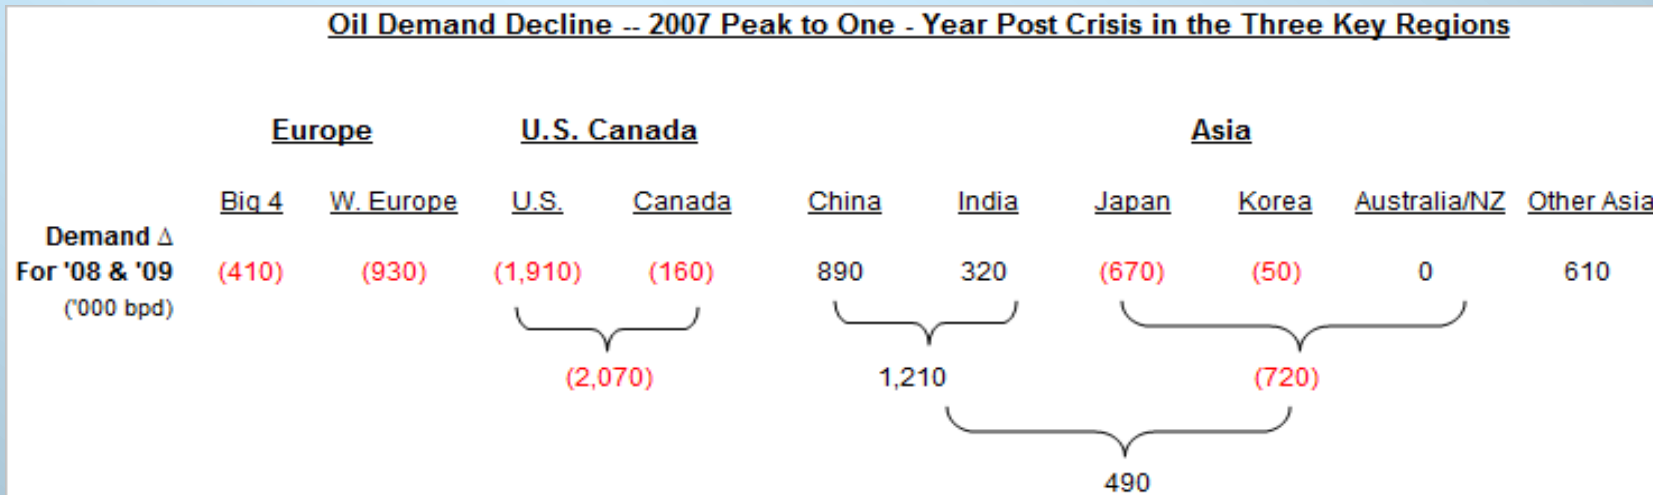 Oil Demand Decline -- 2007 Peak to One - Year Post Crisis in the Three Key Regions
Europe U.S. Canada Asia
Big 4 W. Europe U.S. Canada China India Japan Korea Australia/NZ Other Asia
Demand Δ
For '08 & '09 (410) (930) (1,910) (160) 890 320 (670) (50) 0 610
('000 bpd)
(2,070) 1,210 (720)
490